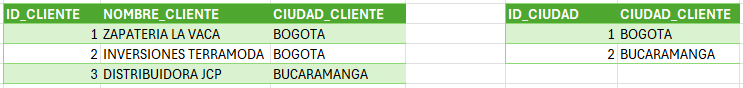 ID_CLIENTE NOMBRE_CLIENTE CIUDAD_CLIENTE ID_CIUDAD CIUDAD_CLIENTE
1 ZAPATERIA LA VACA BOGOTA 1 BOGOTA
2 INVERSIONES TERRAMODA BOGOTA 2 BUCARAMANGA
3 DISTRIBUIDORA JCP BUCARAMANGA